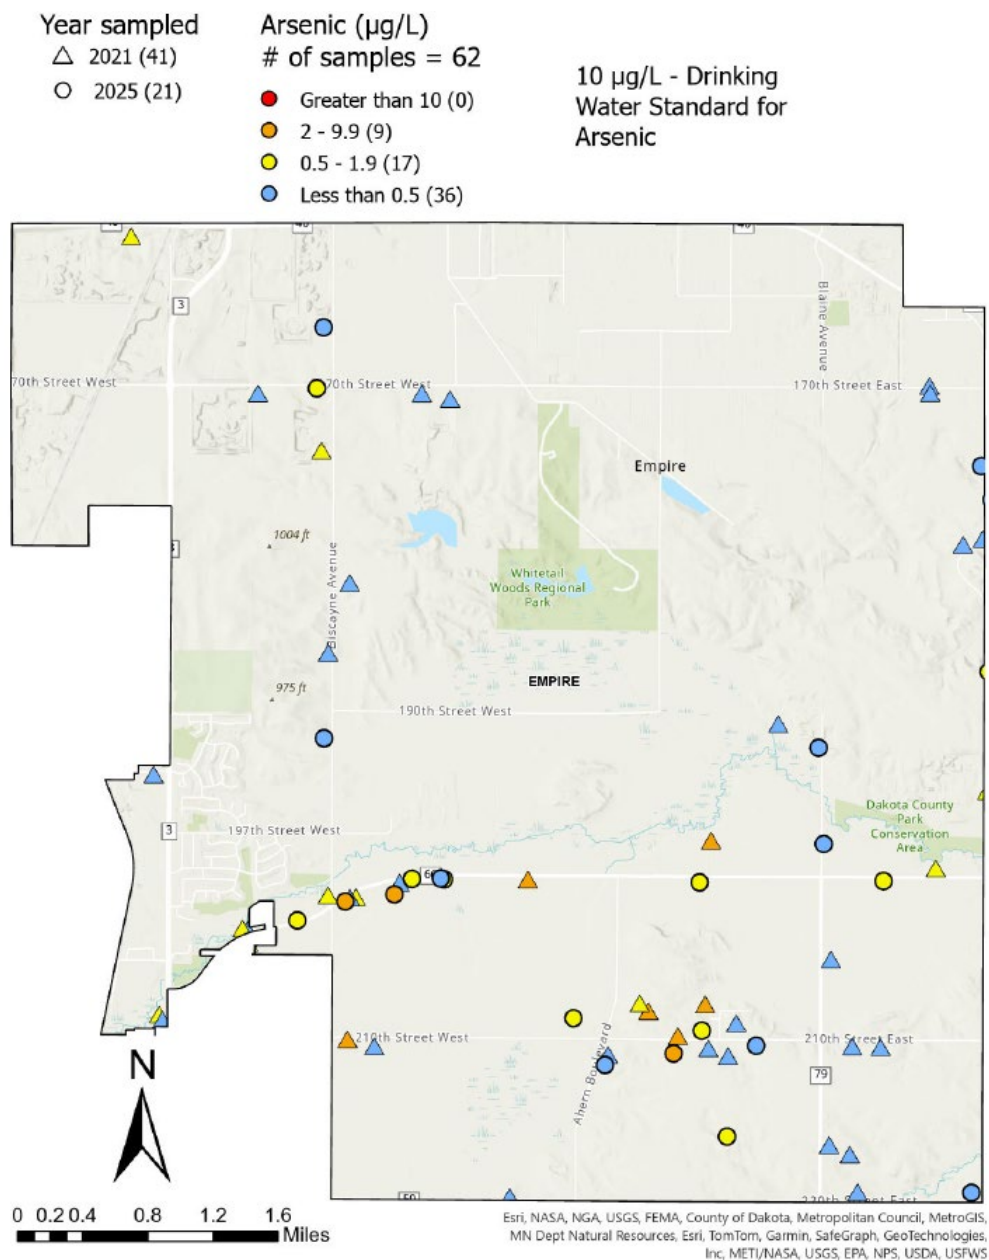 Year sampled
2021 (41)
2025 (21)
Arsenic (µg/L)
# of samples = 62
Greater than 10 (0)
2 - 9.9 (9)
0.5 - 1.9 (17)
Less than 0.5 (36)
10 µg/L - Drinking
Water Standard for
Arsenic
3
Blaine Avenue
70th Street West
70th Street West
170th Street East
Empire
1004 ft
Biscayne Avenue
Whitetail
Woods Regional
Park
EMPIRE
975 ft
190th Street West
Dakota County
Park
Conservation
Area
197th Street West
3
210th Street West
210th Street East
Ahern Boulevard
79
220th Street East
N
0 0.2 0.4 0.8 1.2 1.6
Miles
Esri, NASA, NGA, USGS, FEMA, County of Dakota, Metropolitan Council, MetroGIS,
MN Dept Natural Resources, Esri, TomTom, Garmin, SafeGraph, GeoTechnologies,
Inc, METI/NASA, USGS, EPA, NPS, USDA, USFWS